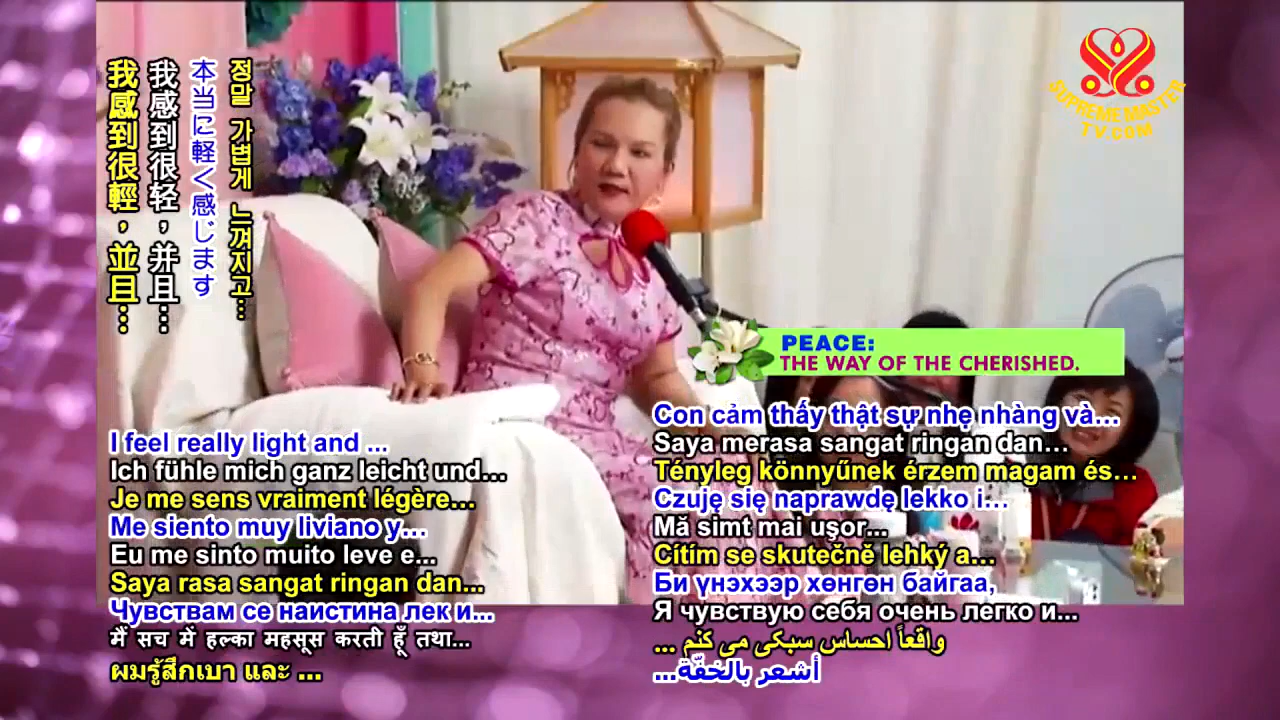 SUPREME MASTER
TV.COM
我感到很輕，並且…
我感到很轻，并且…
本当に軽く感じます
정말 가볍게 느껴지고…
PEACE:
THE WAY OF THE CHERISHED.
I feel really light and ...
Ich fühle mich ganz leicht und...
Je me sens vraiment légère...
Me siento muy liviano y...
Eu me sinto muito leve e...
Saya rasa sangat ringan dan...
Чувствам се наистина лек и...
मैं सच में हल्का महसूस करती हूँ तथा...
ผมรู้สึกเบา และ ...
Con cảm thấy thật sự nhẹ nhàng và...
Saya merasa sangat ringan dan...
Tényleg könnyűnek érzem magam és...
Czuję się naprawdę lekko i...
Mă simt mai uşor...
Cítím se skutečně lehký a...
Би үнэхээр хөнгөн байгаа,
Я чувствую себя очень легко и...
واقعاً احساس سبکی می کنم ...
أشعر بالخفّة...